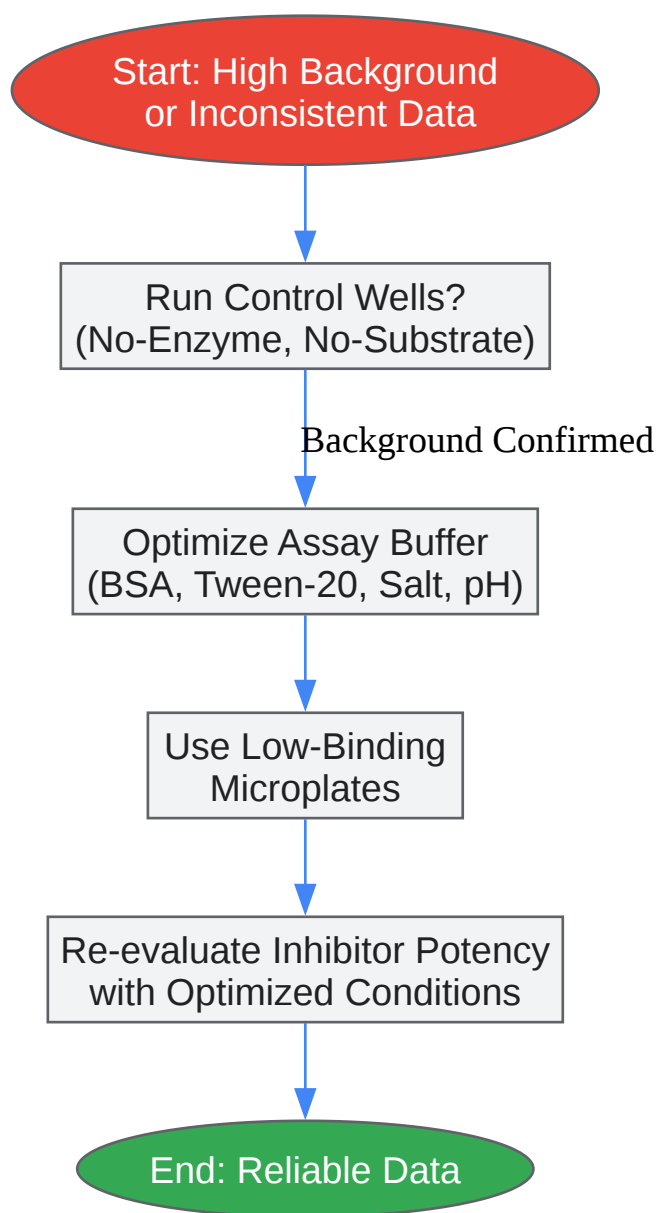 Start: High Background
or Inconsistent Data
Run Control Wells?
(No-Enzyme, No-Substrate)
Background Confirmed
Optimize Assay Buffer
(BSA, Tween-20, Salt, pH)
Use Low-Binding
Microplates
Re-evaluate Inhibitor Potency
with Optimized Conditions
End: Reliable Data